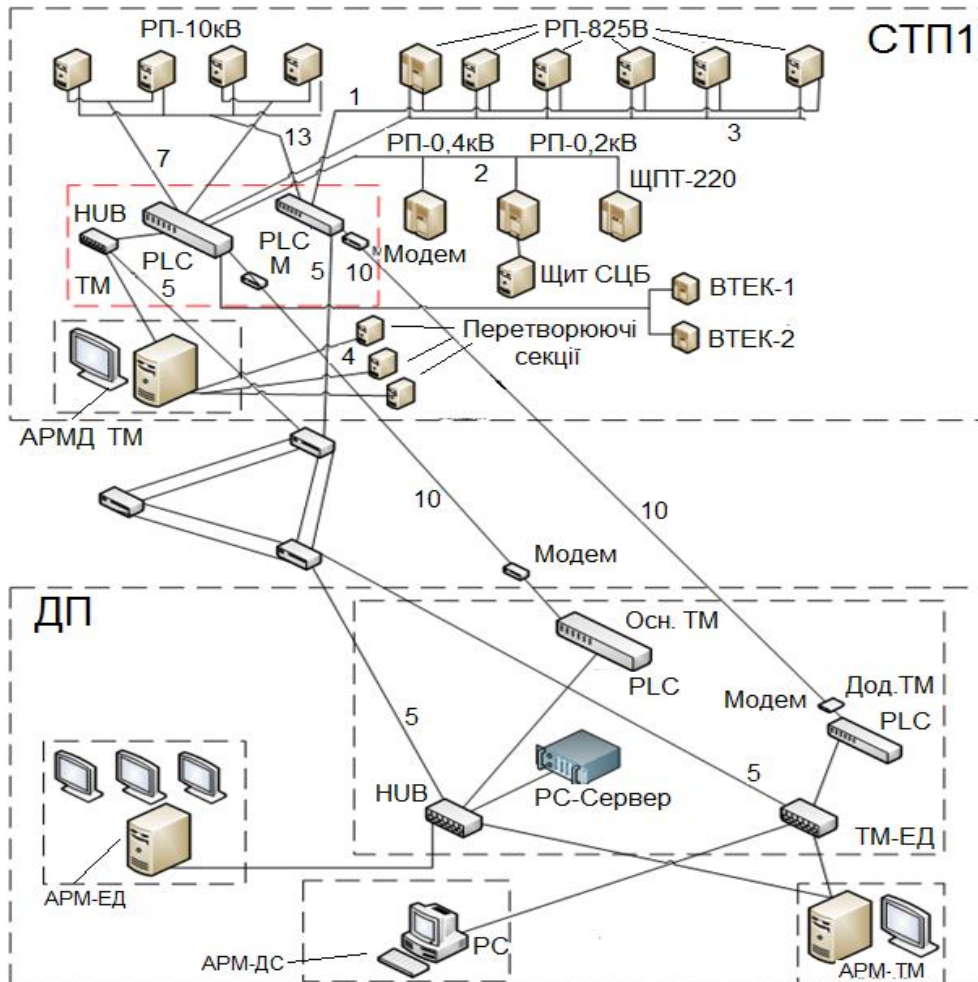 РП-10кВ
РП-825В
СТП1
1
13
3
7
РП-0,4кВ
РП-0,2кВ
2
ЩПТ-220
HUB
PLC
PLC
М
5
10
Модем
ТМ
5
Щит СЦБ
ВТЕК-1
ВТЕК-2
Перетворюючі
секції
4
АРМД ТМ
10
10
Модем
ДП
Осн. ТМ
PLC
Модем
Дод.ТМ
PLC
5
5
HUB
РС-Сервер
ТМ-ЕД
АРМ-ЕД
РС
АРМ-ДС
АРМ-ТМ